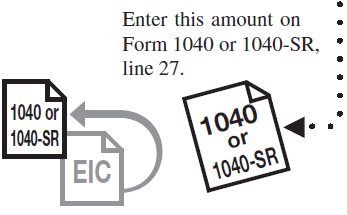 Enter this amount on
Form 1040 or 1040-SR,
line 27.
1040 or
1040-SR
EIC
1040
or
1040-SR